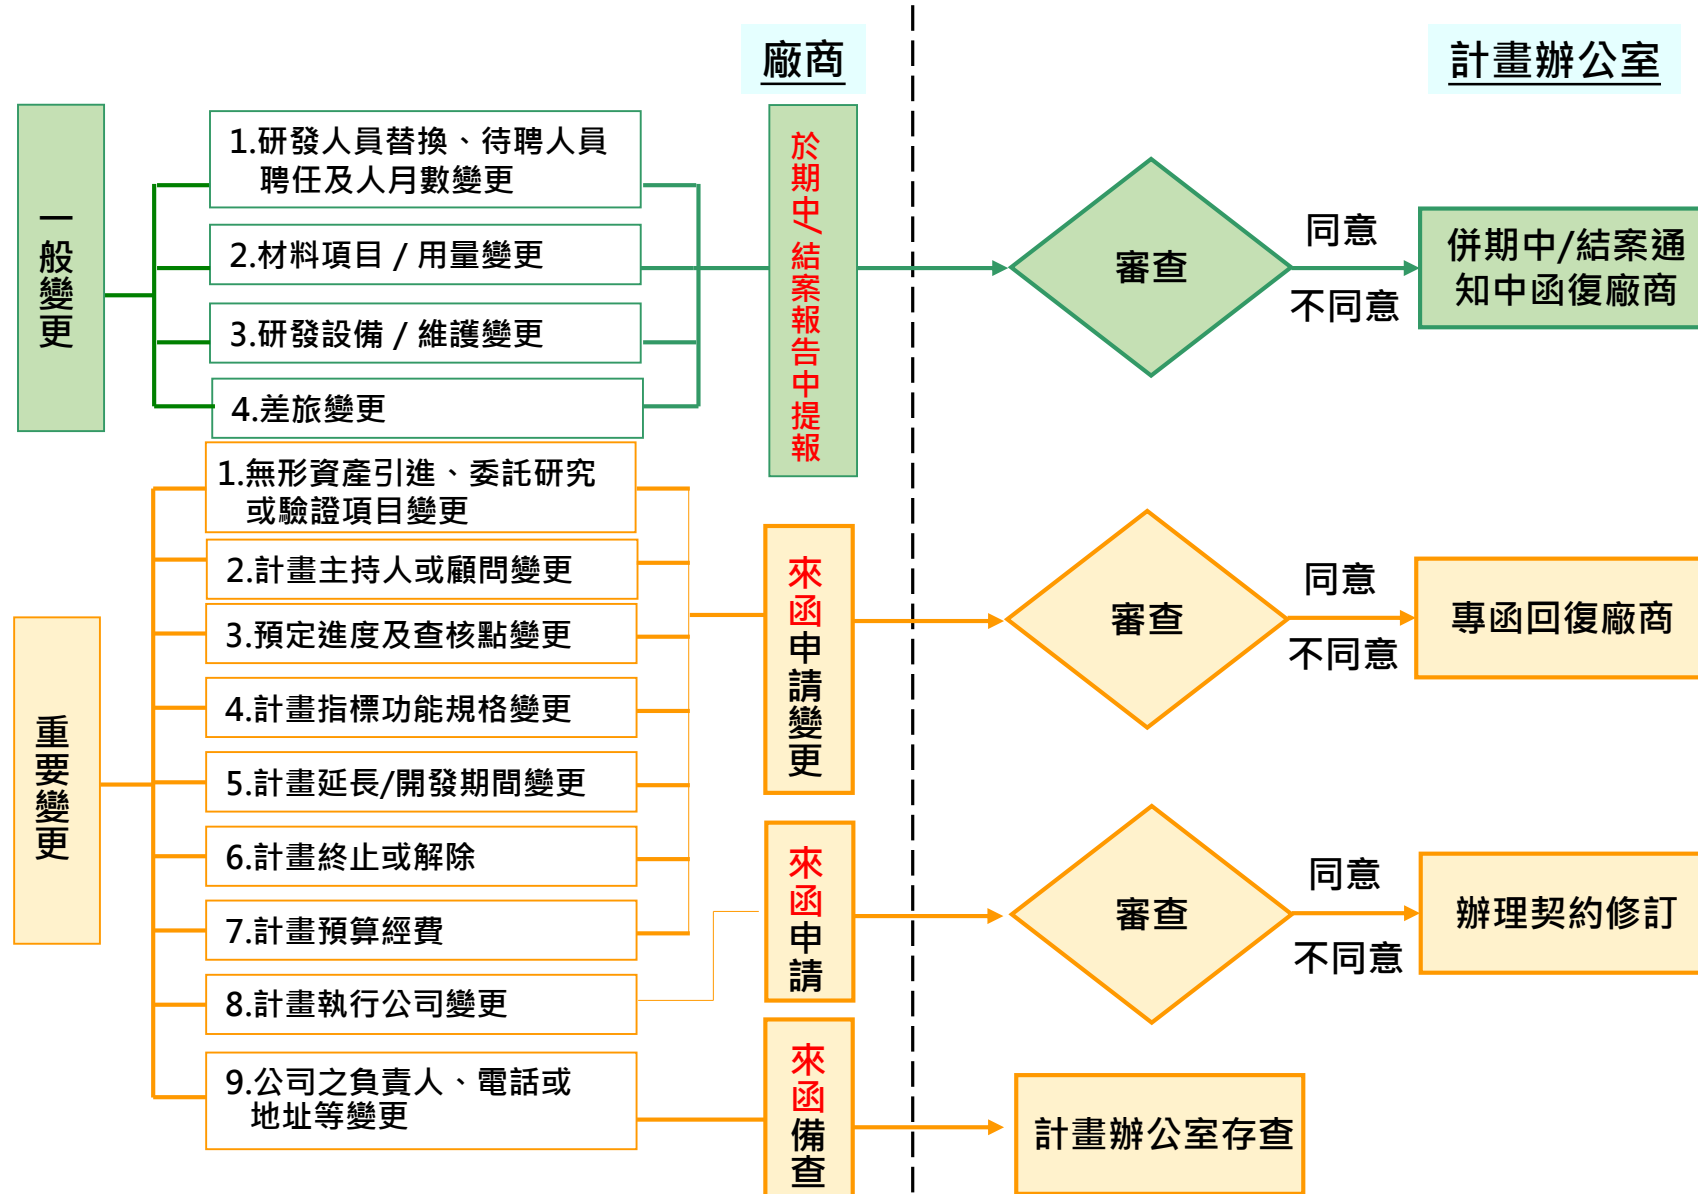 廠商
計畫辦公室
一般變更
1.研發人員替換、待聘人員
聘任及人月數變更
2.材料項目 / 用量變更
3.研發設備 / 維護變更
4.差旅變更
於期中/結案報告中提報
審查
同意
不同意
併期中/結案通
知中函復廠商
重要變更
1.無形資產引進、委託研究
或驗證項目變更
2.計畫主持人或顧問變更
3.預定進度及查核點變更
4.計畫指標功能規格變更
5.計畫延長/開發期間變更
6.計畫終止或解除
7.計畫預算經費
8.計畫執行公司變更
9.公司之負責人、電話或
地址等變更
來函申請變更
審查
同意
不同意
專函回復廠商
來函申請
審查
同意
不同意
辦理契約修訂
來函備查
計畫辦公室存查